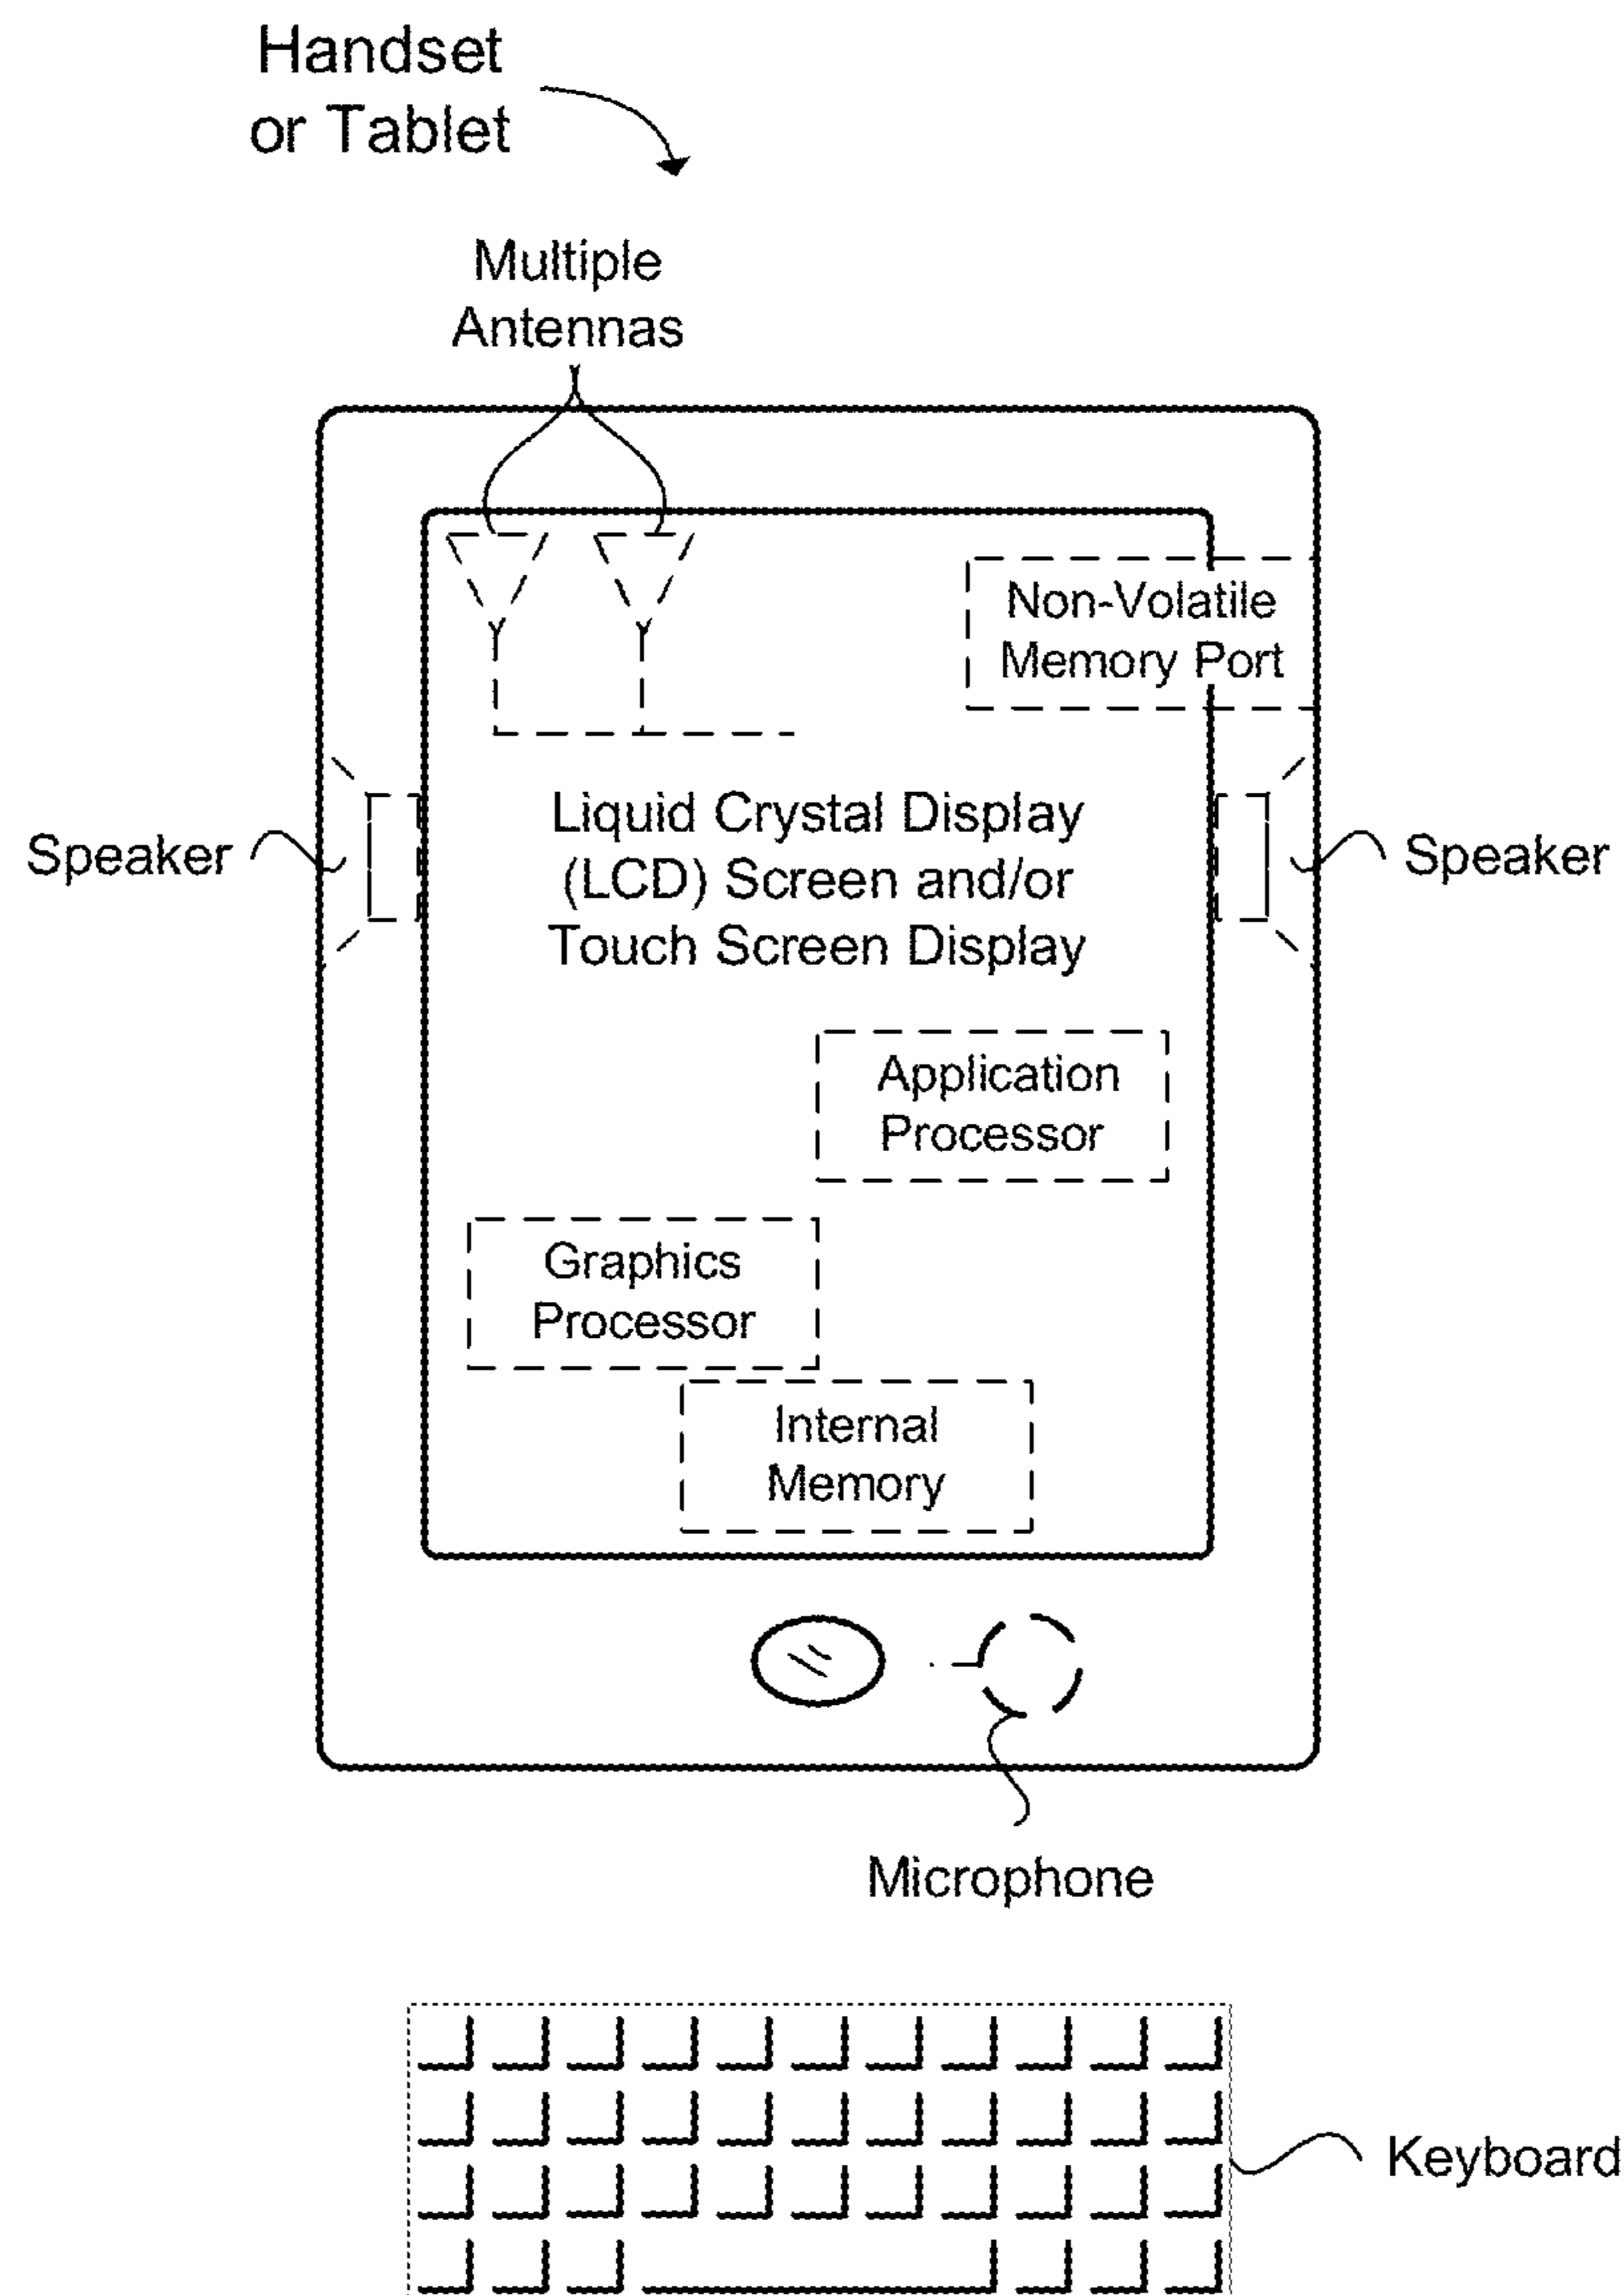 Handset
or Tablet
Multiple
Antennas
Non-Volatile
Memory Port
Speaker
Liquid Crystal Display
(LCD) Screen and/or
Touch Screen Display
Speaker
Application
Processor
Graphics
Processor
Internal
Memory
Microphone
Keyboard